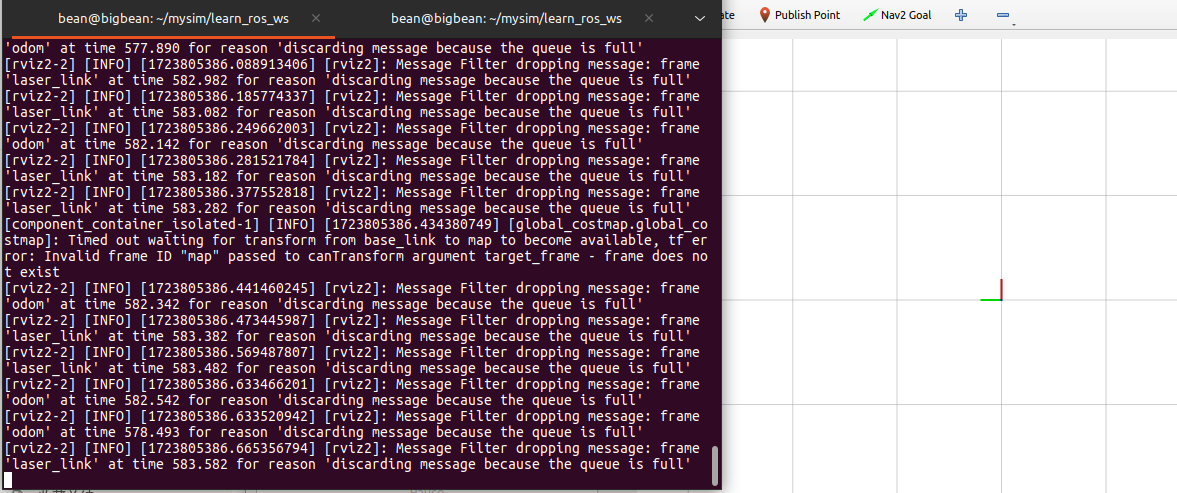 bean@bigbean: ~/mysim/learn_ros_ws × bean@bigbean: ~/mysim/learn_ros_ws ×
Publish Point Nav2 Goal
'odom' at time 577.890 for reason 'discarding message because the queue is full'
[rviz2-2] [INFO] [1723805386.088913406] [rviz2]: Message Filter dropping message: frame
'laser_link' at time 582.982 for reason 'discarding message because the queue is full'
[rviz2-2] [INFO] [1723805386.185774337] [rviz2]: Message Filter dropping message: frame
'laser_link' at time 583.082 for reason 'discarding message because the queue is full'
[rviz2-2] [INFO] [1723805386.249662003] [rviz2]: Message Filter dropping message: frame
'odom' at time 582.142 for reason 'discarding message because the queue is full'
[rviz2-2] [INFO] [1723805386.281521784] [rviz2]: Message Filter dropping message: frame
'laser_link' at time 583.182 for reason 'discarding message because the queue is full'
[rviz2-2] [INFO] [1723805386.377552818] [rviz2]: Message Filter dropping message: frame
'laser_link' at time 583.282 for reason 'discarding message because the queue is full'
[component_container_isolated-1] [INFO] [1723805386.434380749] [global_costmap.global_co
stmap]: Timed out waiting for transform from base_link to map to become available, tf er
ror: Invalid frame ID "map" passed to canTransform argument target_frame - frame does no
t exist
[rviz2-2] [INFO] [1723805386.441460245] [rviz2]: Message Filter dropping message: frame
'odom' at time 582.342 for reason 'discarding message because the queue is full'
[rviz2-2] [INFO] [1723805386.473445987] [rviz2]: Message Filter dropping message: frame
'laser_link' at time 583.382 for reason 'discarding message because the queue is full'
[rviz2-2] [INFO] [1723805386.569487807] [rviz2]: Message Filter dropping message: frame
'laser_link' at time 583.482 for reason 'discarding message because the queue is full'
[rviz2-2] [INFO] [1723805386.633466201] [rviz2]: Message Filter dropping message: frame
'odom' at time 582.542 for reason 'discarding message because the queue is full'
[rviz2-2] [INFO] [1723805386.633520942] [rviz2]: Message Filter dropping message: frame
'odom' at time 578.493 for reason 'discarding message because the queue is full'
[rviz2-2] [INFO] [1723805386.665356794] [rviz2]: Message Filter dropping message: frame
'laser_link' at time 583.582 for reason 'discarding message because the queue is full'